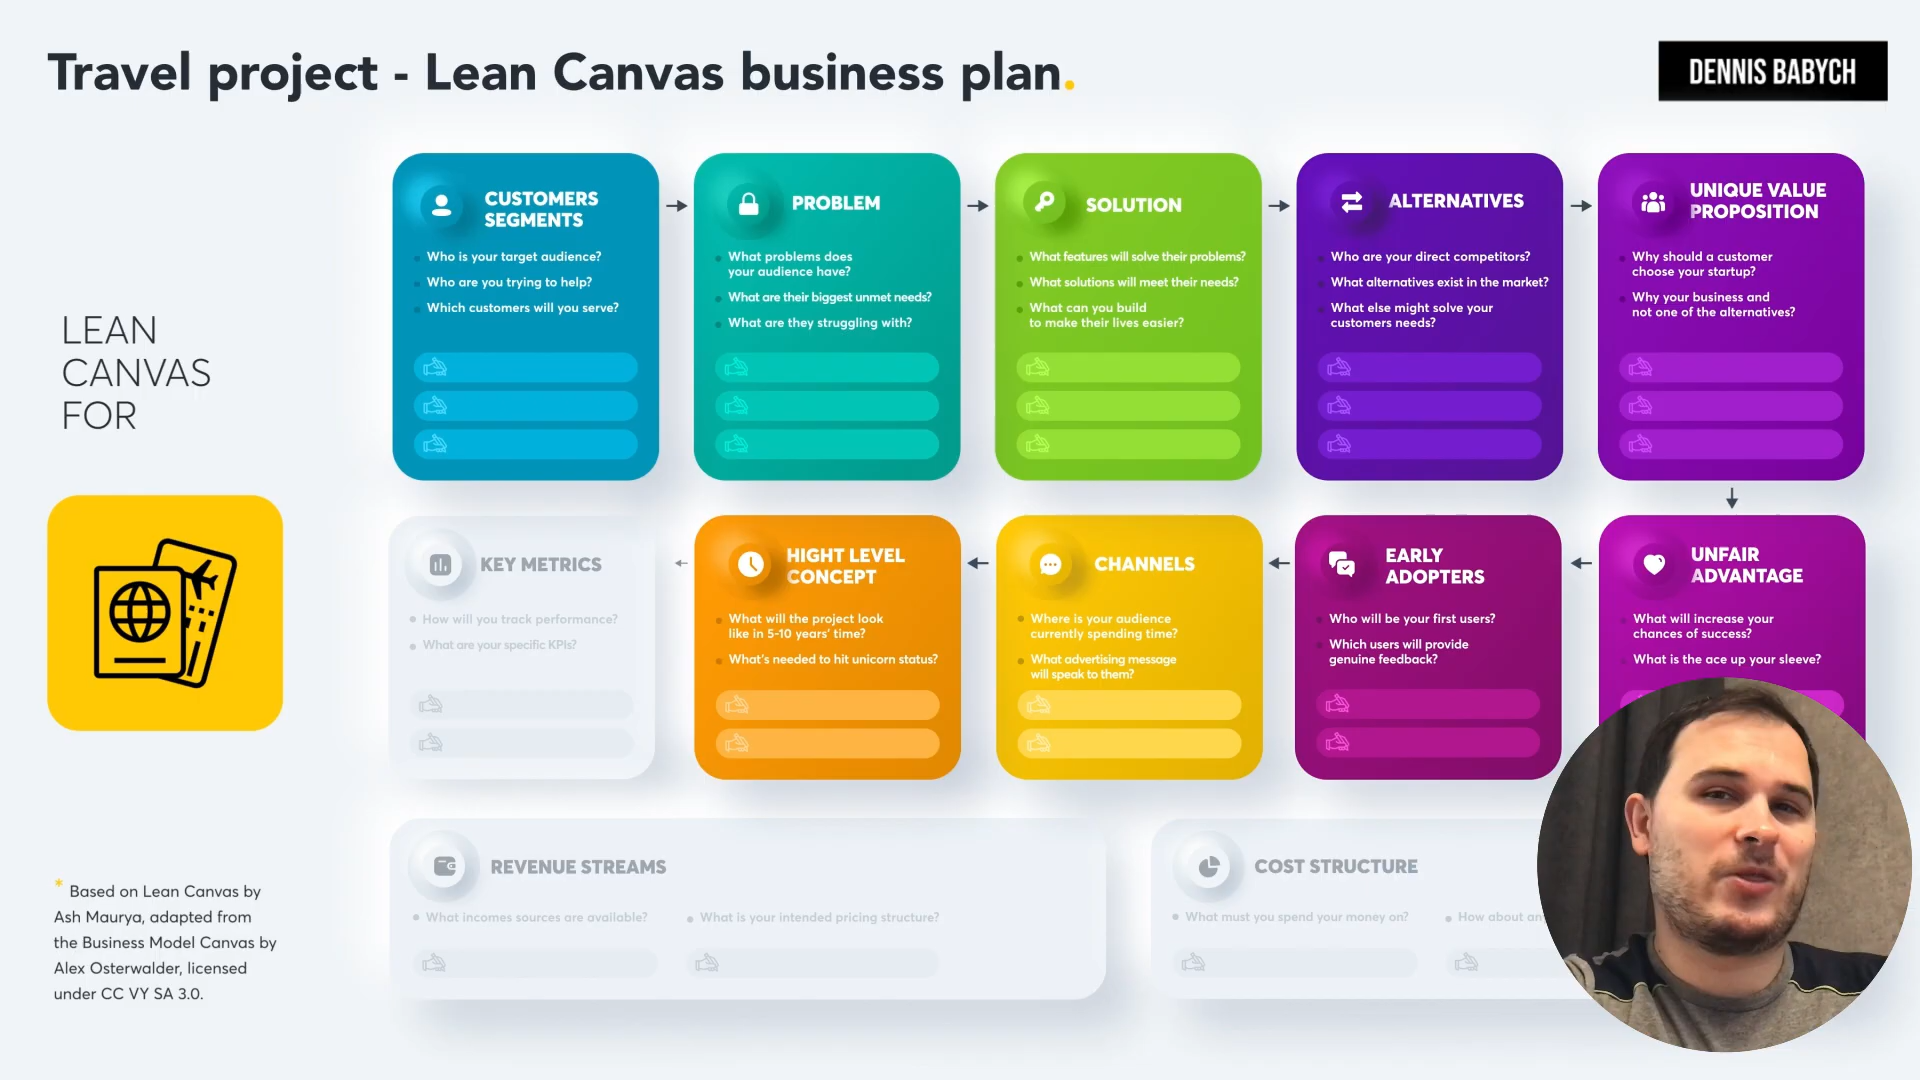 Travel project - Lean Canvas business plan.
DENNIS BABYCH
LEAN
CANVAS
FOR
* Based on Lean Canvas by
Ash Maurya, adapted from
the Business Model Canvas by
Alex Osterwalder, licensed
under CC VY SA 3.0.
CUSTOMERS
SEGMENTS
Who is your target audience?
Who are you trying to help?
Which customers will you serve?
PROBLEM
What problems does
your audience have?
What are their biggest unmet needs?
What are they struggling with?
SOLUTION
What features will solve their problems?
What solutions will meet their needs?
What can you build
to make their lives easier?
ALTERNATIVES
Who are your direct competitors?
What alternatives exist in the market?
What else might solve your
customers needs?
UNIQUE VALUE
PROPOSITION
Why should a customer
choose your startup?
Why your business and
not one of the alternatives?
KEY METRICS
How will you track performance?
What are your specific KPIs?
HIGHT LEVEL
CONCEPT
What will the project look
like in 5-10 years' time?
What's needed to hit unicorn status?
CHANNELS
Where is your audience
currently spending time?
What advertising message
will speak to them?
EARLY
ADOPTERS
Who will be your first users?
Which users will provide
genuine feedback?
UNFAIR
ADVANTAGE
What will increase your
chances of success?
What is the ace up your sleeve?
REVENUE STREAMS
What incomes sources are available?
What is your intended pricing structure?
COST STRUCTURE
What must you spend your money on?
How about